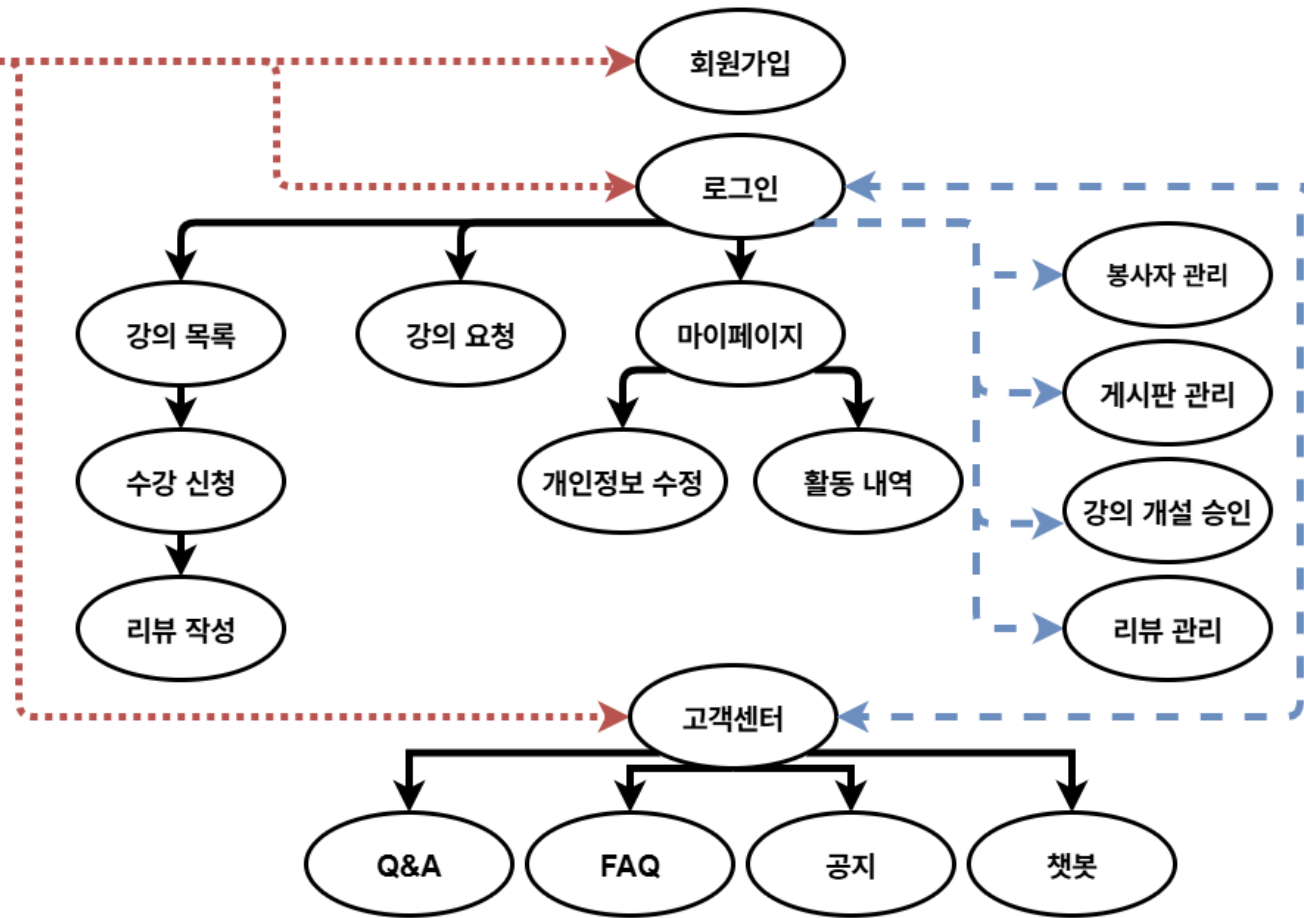 회원가입
로그인
봉사자 관리
강의 목록
강의 요청
마이페이지
게시판 관리
수강 신청
개인정보 수정
활동 내역
강의 개설 승인
리뷰 작성
리뷰 관리
고객센터
Q&A
FAQ
공지
챗봇